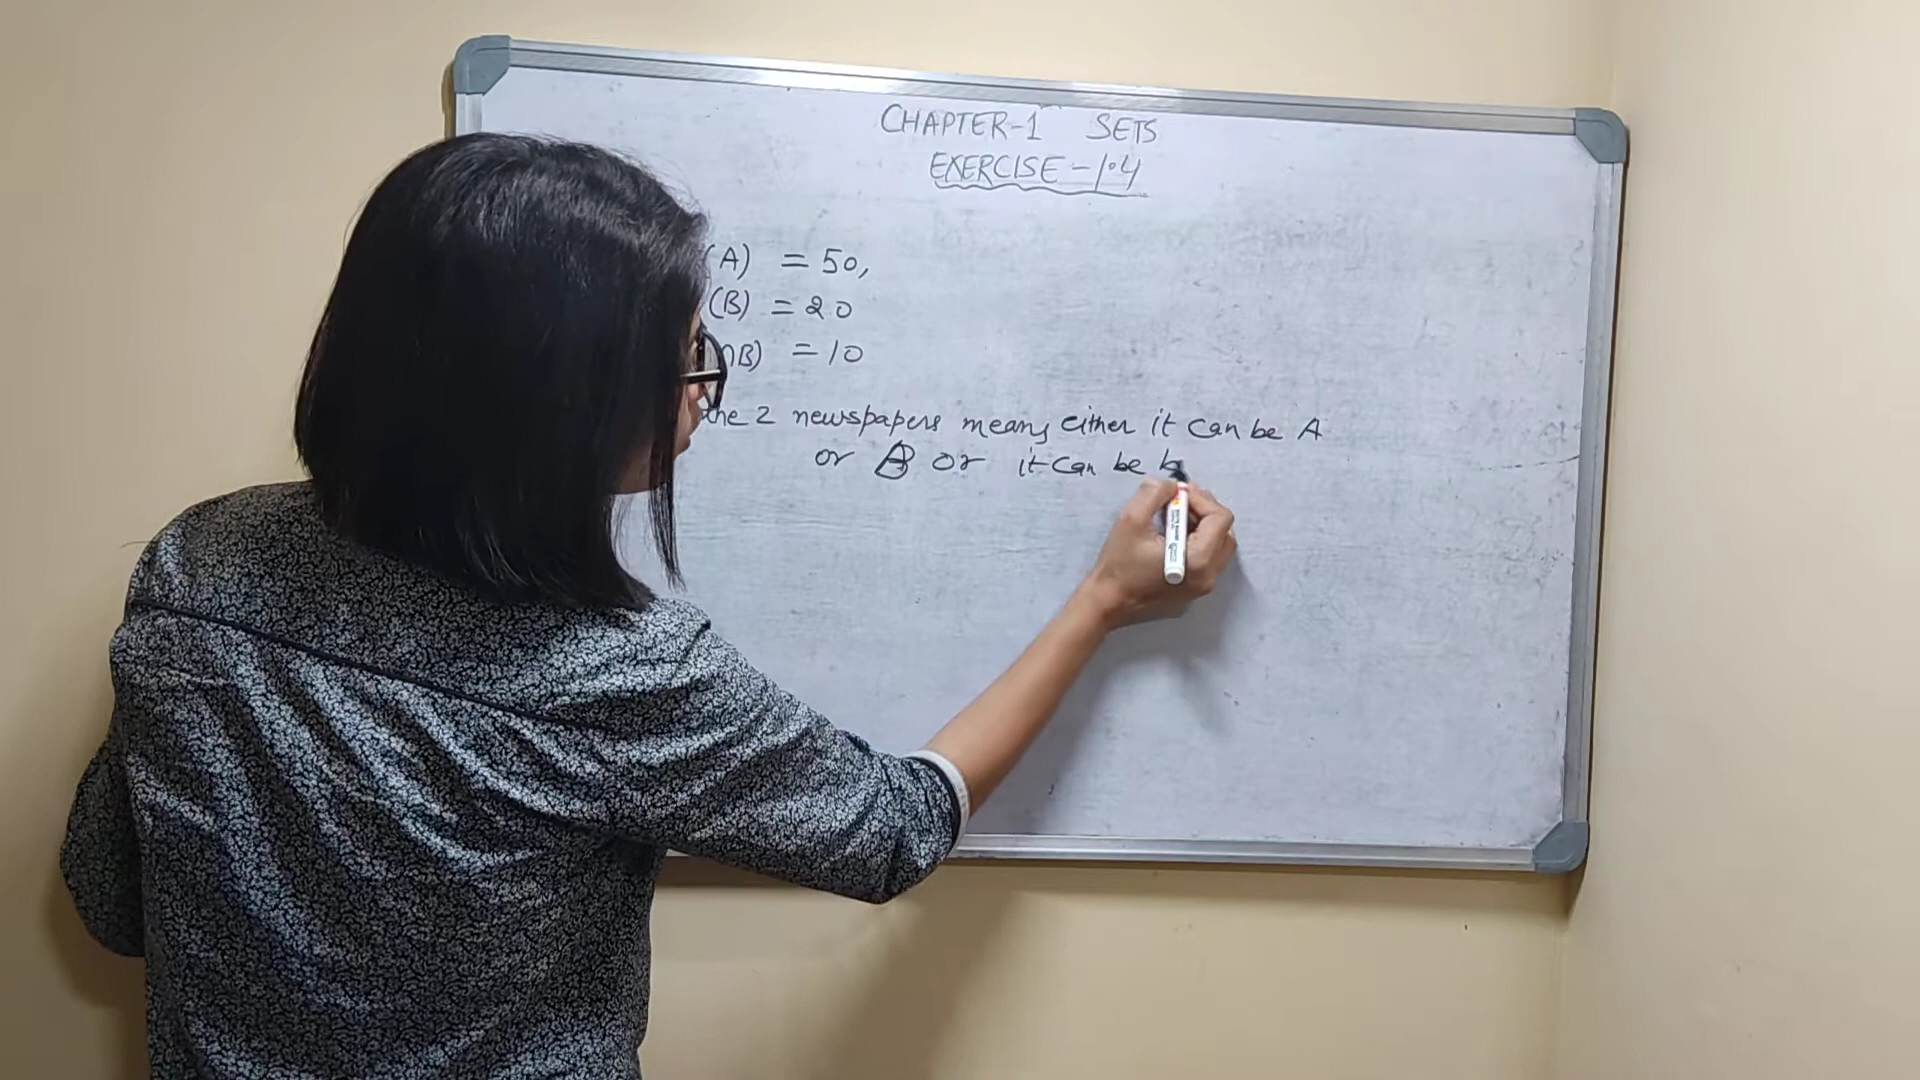 CHAPTER-1 SETS
EXERCISE-1.4
(A) = 50,
(B) = 20
∩B) = 10
the 2 newspapers means either it can be A
or B or it can be b